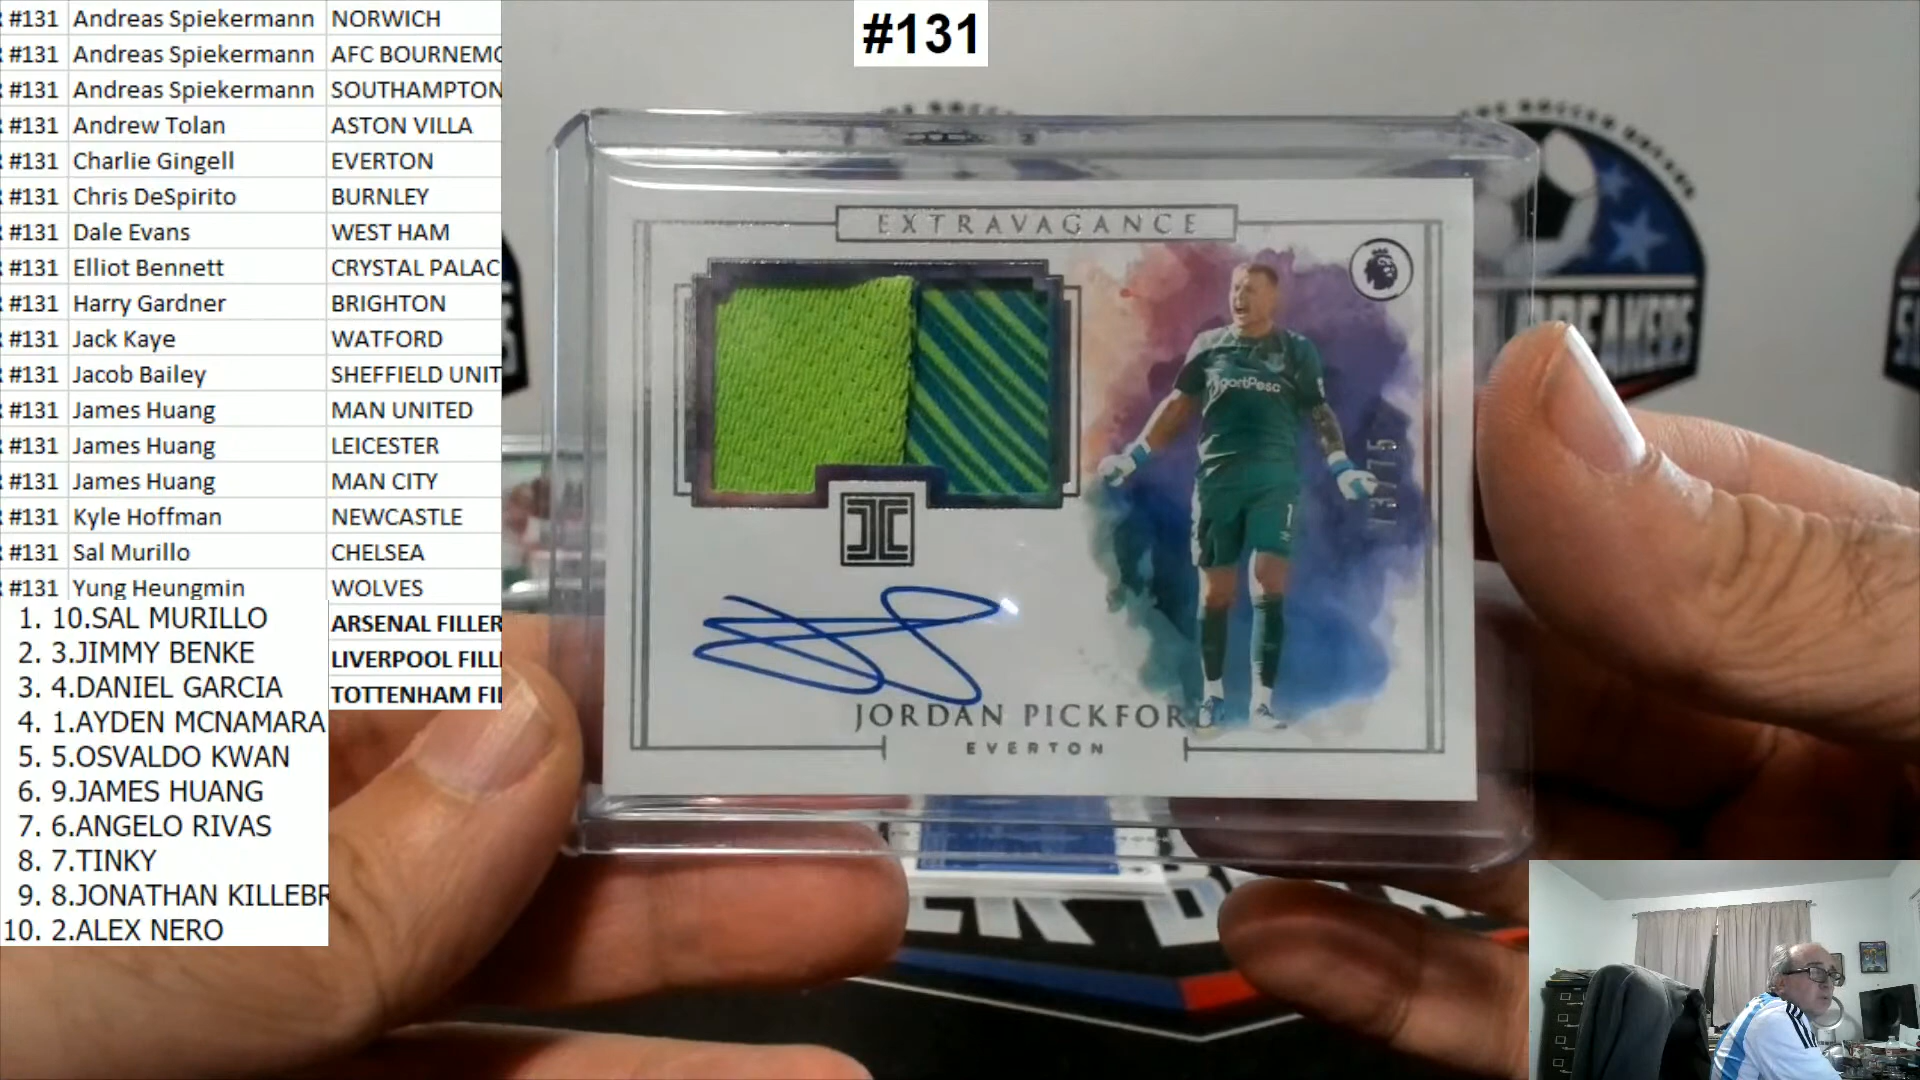 #131 Andreas Spiekermann NORWICH
#131 Andreas Spiekermann AFC BOURNEMO
#131 Andreas Spiekermann SOUTHAMPTON
#131 Andrew Tolan ASTON VILLA
#131 Charlie Gingell EVERTON
#131 Chris DeSpirito BURNLEY
#131 Dale Evans WEST HAM
#131 Elliot Bennett CRYSTAL PALAC
#131 Harry Gardner BRIGHTON
#131 Jack Kaye WATFORD
#131 Jacob Bailey SHEFFIELD UNIT
#131 James Huang MAN UNITED
#131 James Huang LEICESTER
#131 James Huang MAN CITY
#131 Kyle Hoffman NEWCASTLE
#131 Sal Murillo CHELSEA
#131 Yung Heungmin WOLVES
ARSENAL FILLER
LIVERPOOL FILL
TOTTENHAM FI
1. 10.SAL MURILLO
2. 3.JIMMY BENKE
3. 4.DANIEL GARCIA
4. 1.AYDEN MCNAMARA
5. 5.OSVALDO KWAN
6. 9.JAMES HUANG
7. 6.ANGELO RIVAS
8. 7.TINKY
9. 8.JONATHAN KILLEBR
10. 2.ALEX NERO
#131
EXTRAVAGANCE
SportPesa
1
JORDAN PICKFORD
EVERTON